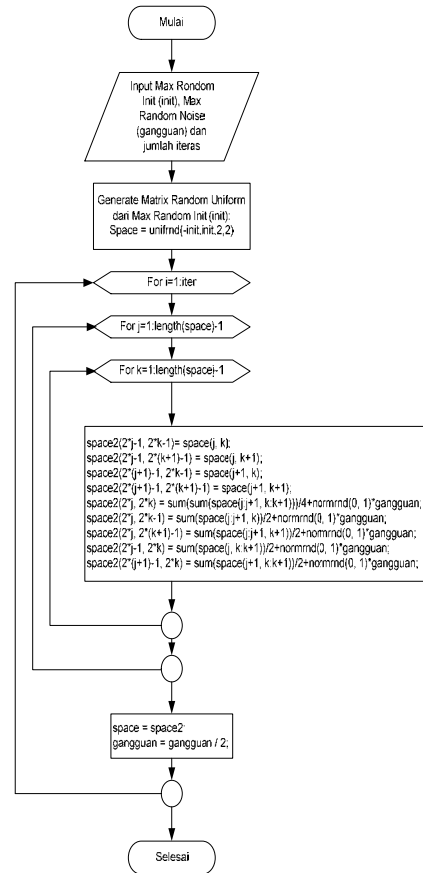 Mulai
Input Max Rondom
Init (init), Max
Random Noise
(gangguan) dan
jumlah iteras
Generate Matrix Random Uniform
dari Max Random Init (init):
Space = unifrnd(-init,init,2,2)
For i=1:iter
For j=1:length(space)-1
For k=1:length(space)-1
space2(2*j-1, 2*k-1)= space(j, k);
space2(2*j-1, 2*(k+1)-1) = space(j, k+1);
space2(2*(j+1)-1, 2*k-1) = space(j+1, k);
space2(2*(j+1)-1, 2*(k+1)-1) = space(j+1, k+1);
space2(2*j, 2*k) = sum(sum(space(j:j+1, k:k+1)))/4+normrnd(0, 1)*gangguan;
space2(2*j, 2*k-1) = sum(space(j:j+1, k))/2+normrnd(0, 1)*gangguan;
space2(2*j, 2*(k+1)-1) = sum(space(j:j+1, k+1))/2+normrnd(0, 1)*gangguan;
space2(2*j-1, 2*k) = sum(space(j, k:k+1))/2+normrnd(0, 1)*gangguan;
space2(2*(j+1)-1, 2*k) = sum(space(j+1, k:k+1))/2+normrnd(0, 1)*gangguan;
space = space2;
gangguan = gangguan / 2;
Selesai